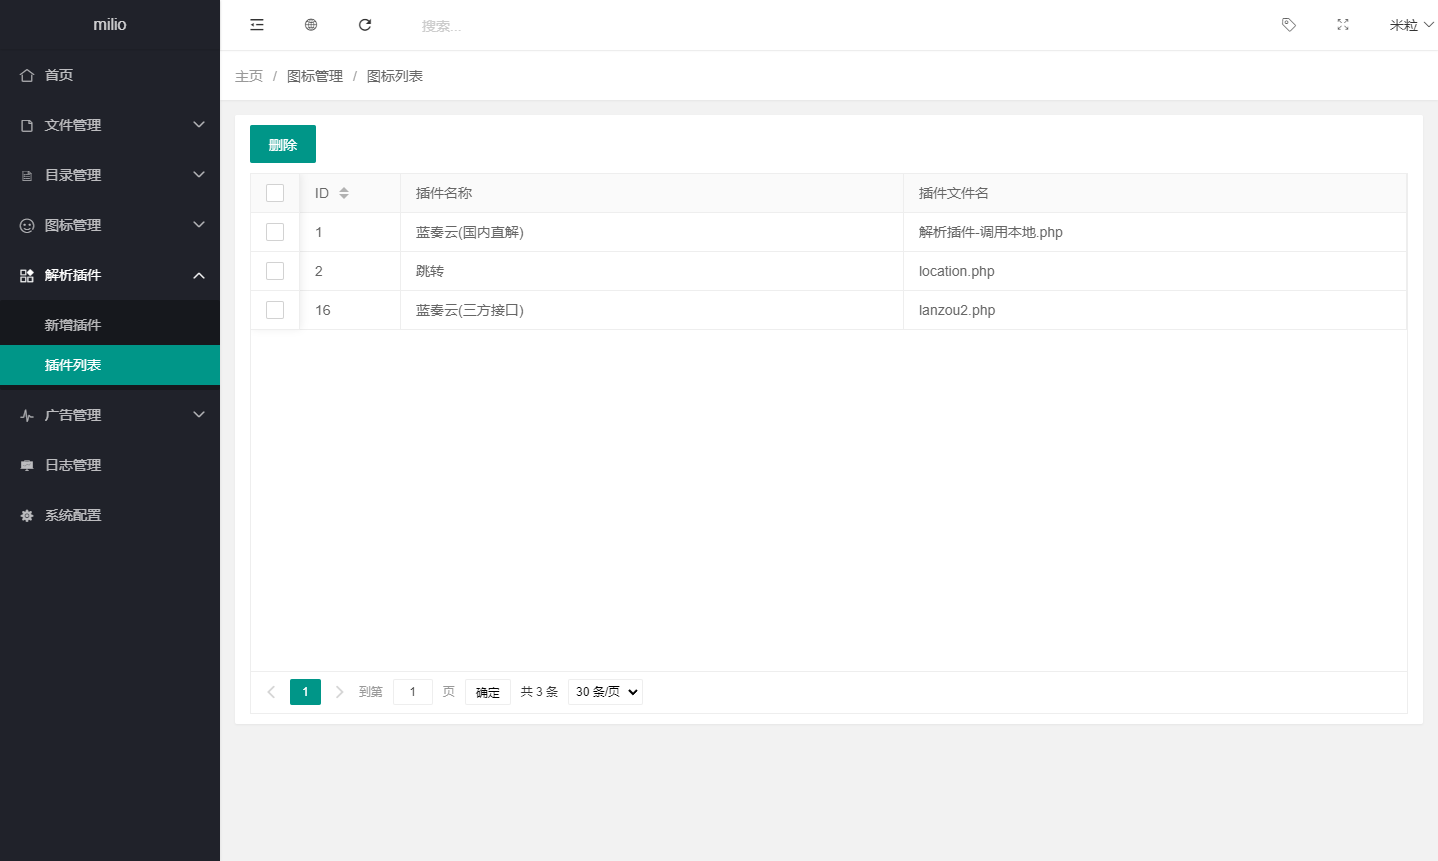 milio
首页
文件管理
目录管理
图标管理
解析插件
新增插件
插件列表
广告管理
日志管理
系统配置
搜索...
米粒
主页 / 图标管理 / 图标列表
删除
ID 插件名称 插件文件名
1 蓝奏云(国内直解) 解析插件-调用本地.php
2 跳转 location.php
16 蓝奏云(三方接口) lanzou2.php
1 到第 1 页 确定 共 3 条 30 条/页